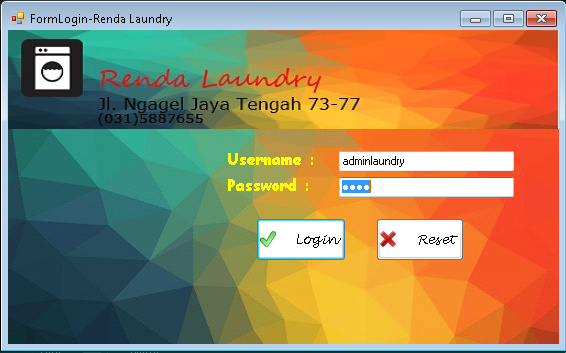 FormLogin-Renda Laundry
Renda Laundry
Jl. Ngagel Jaya Tengah 73-77
(031)5887655
Username : adminlaundry
Password : ••••
Login Reset